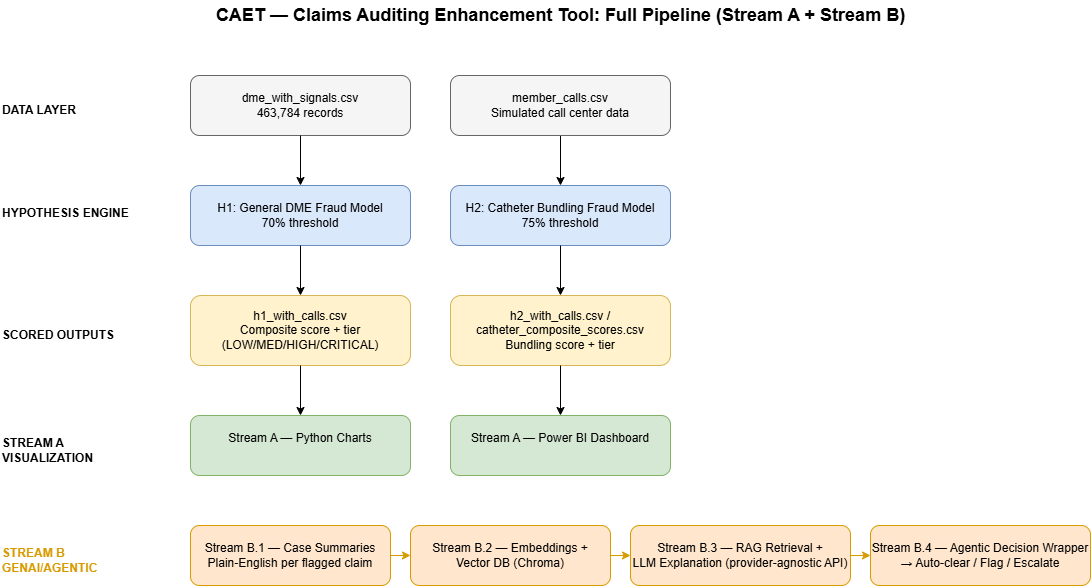 CAET — Claims Auditing Enhancement Tool: Full Pipeline (Stream A + Stream B)
DATA LAYER
dme_with_signals.csv
463,784 records
member_calls.csv
Simulated call center data
HYPOTHESIS ENGINE
H1: General DME Fraud Model
70% threshold
H2: Catheter Bundling Fraud Model
75% threshold
SCORED OUTPUTS
h1_with_calls.csv
Composite score + tier
(LOW/MED/HIGH/CRITICAL)
h2_with_calls.csv /
catheter_composite_scores.csv
Bundling score + tier
STREAM A
VISUALIZATION
Stream A — Python Charts
Stream A — Power BI Dashboard
STREAM B
GENAI/AGENTIC
Stream B.1 — Case Summaries
Plain-English per flagged claim
Stream B.2 — Embeddings +
Vector DB (Chroma)
Stream B.3 — RAG Retrieval +
LLM Explanation (provider-agnostic API)
Stream B.4 — Agentic Decision Wrapper
→ Auto-clear / Flag / Escalate